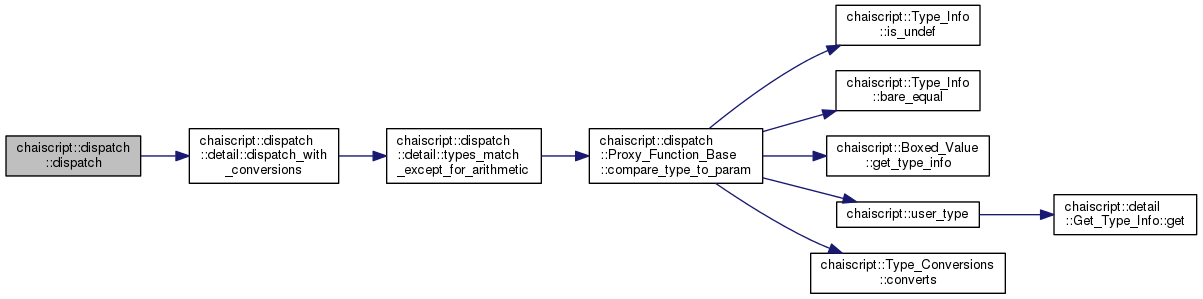 chaiscript::dispatch
::dispatch
chaiscript::dispatch
::detail::dispatch_with
_conversions
chaiscript::dispatch
::detail::types_match
_except_for_arithmetic
chaiscript::dispatch
::Proxy_Function_Base
::compare_type_to_param
chaiscript::Type_Info
::is_undef
chaiscript::Type_Info
::bare_equal
chaiscript::Boxed_Value
::get_type_info
chaiscript::user_type
chaiscript::detail
::Get_Type_Info::get
chaiscript::Type_Conversions
::converts